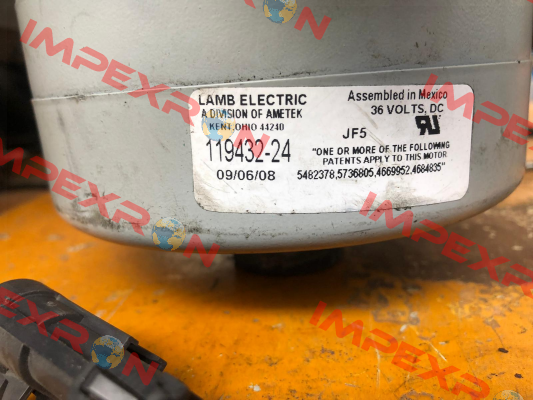 LAMB ELECTRIC
A DIVISION OF AMETEK
KENT, OHIO 44240
119432-24
09/06/08
Assembled in Mexico
36 VOLTS, DC
JF5
"ONE OR MORE OF THE FOLLOWING
PATENTS APPLY TO THIS MOTOR
5482378,5736805,4669952,4684835"
IMPEXRON
IMPEXRON
IMPEXRON
IMPEXRON
IMPEXRON